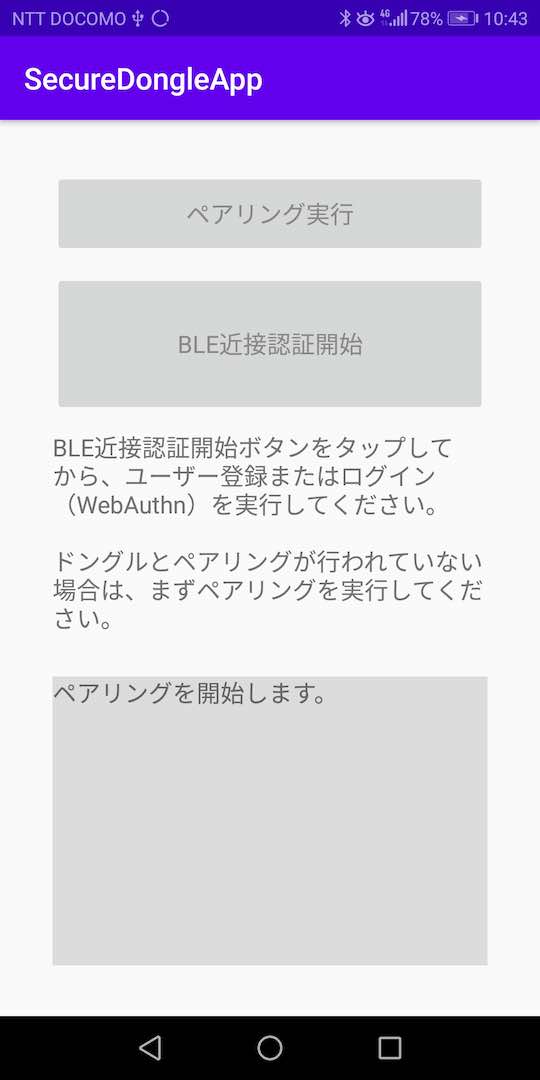 NTT DOCOMO 4G 78% 10:43
SecureDongleApp
ペアリング実行
BLE近接認証開始
BLE近接認証開始ボタンをタップして
から、ユーザー登録またはログイン
（WebAuthn）を実行してください。
ドングルとペアリングが行われていない
場合は、まずペアリングを実行してくだ
さい。
ペアリングを開始します。